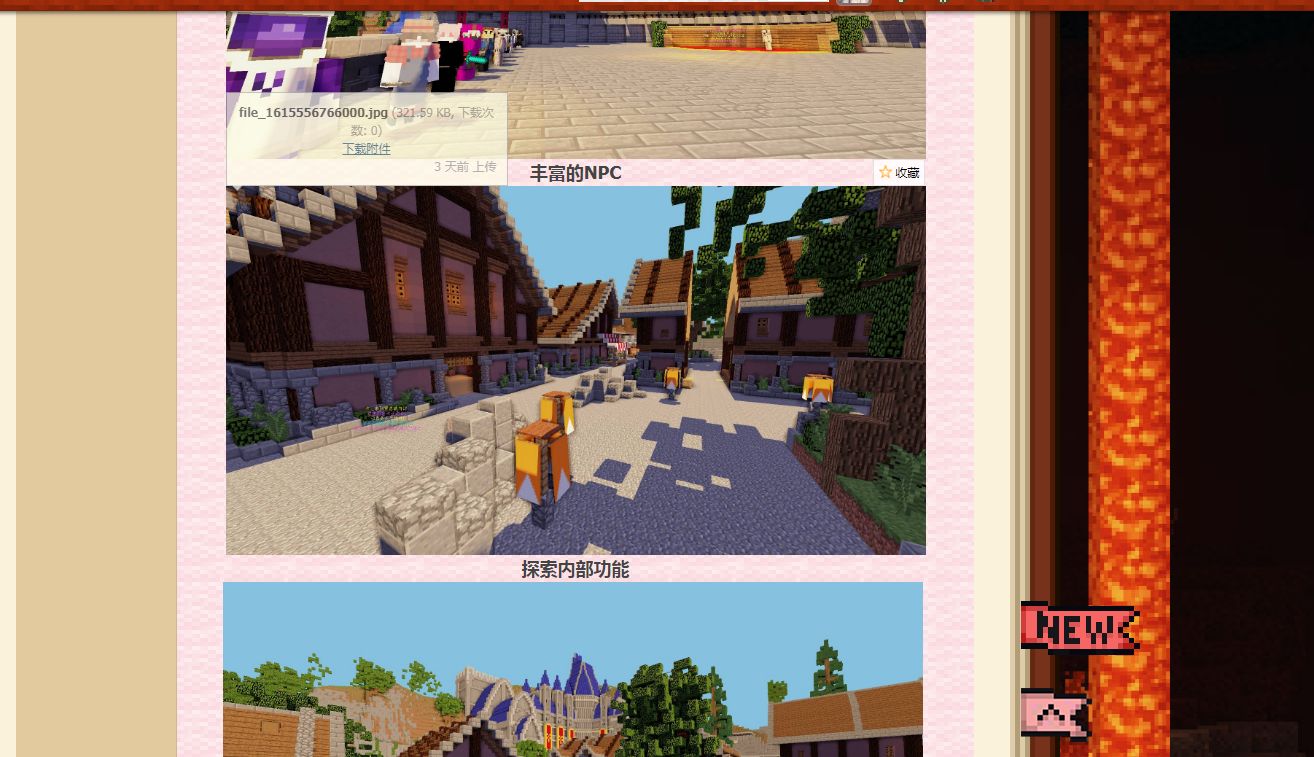 file_1615556766000.jpg (321.59 KB, 下载次
数: 0)
下载附件
3 天前 上传
丰富的NPC
收藏
探索内部功能
NEW